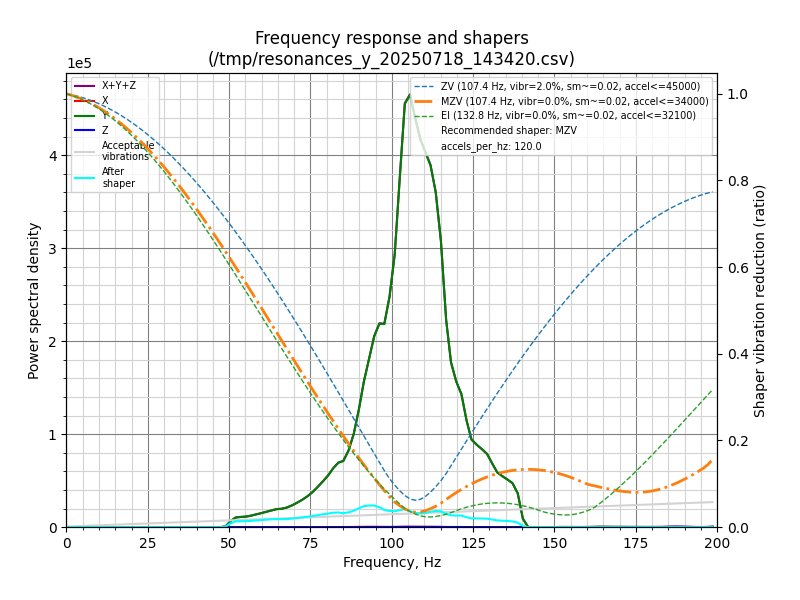 Frequency response and shapers
(/tmp/resonances_y_20250718_143420.csv)
1e5
X+Y+Z
X
Y
Z
Acceptable
vibrations
After
shaper
ZV (107.4 Hz, vibr=2.0%, sm~=0.02, accel<=45000)
MZV (107.4 Hz, vibr=0.0%, sm~=0.02, accel<=34000)
EI (132.8 Hz, vibr=0.0%, sm~=0.02, accel<=32100)
Recommended shaper: MZV
accels_per_hz: 120.0
Power spectral density
4
3
2
1
0
1.0
0.8
0.6
0.4
0.2
0.0
Shaper vibration reduction (ratio)
0 25 50 75 100 125 150 175 200
Frequency, Hz